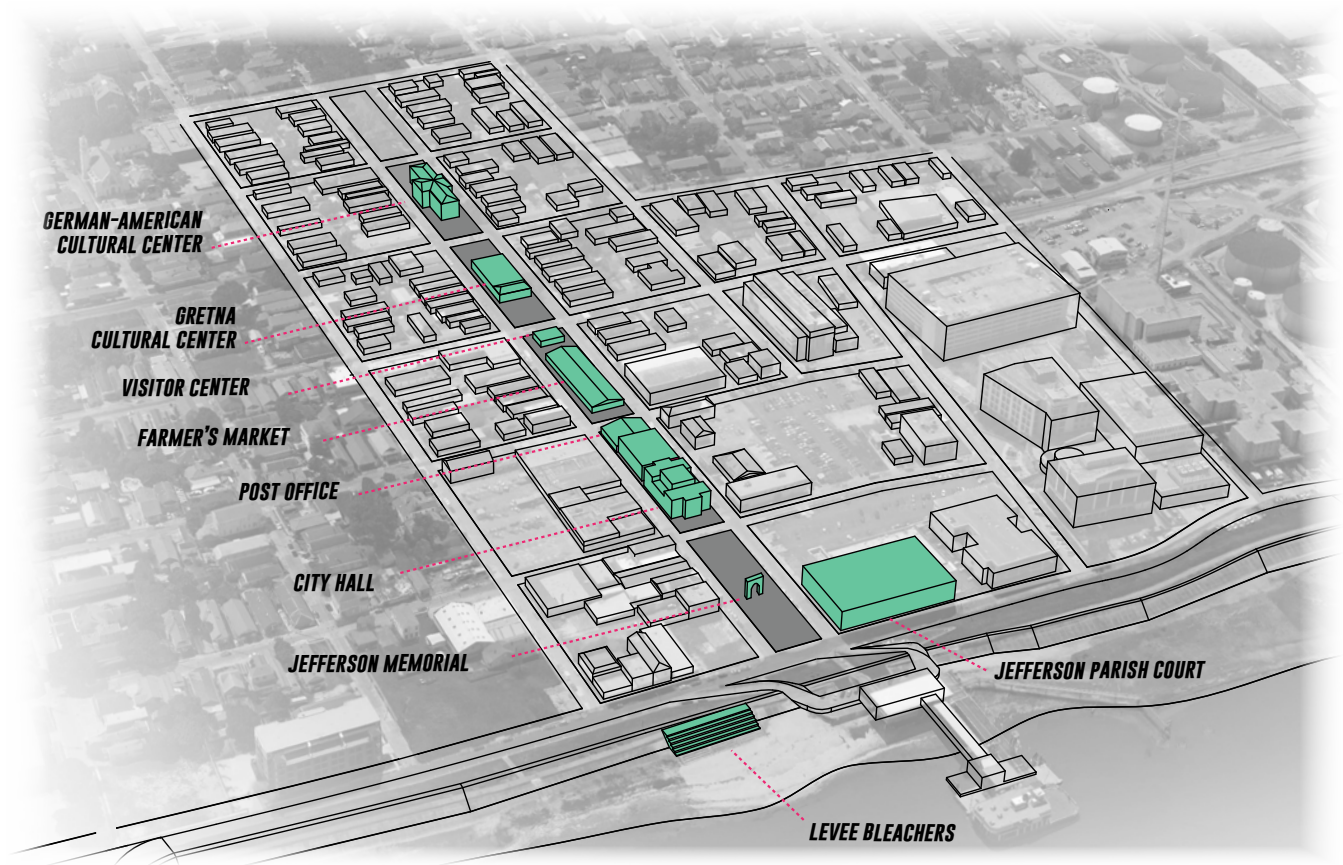 GERMAN-AMERICAN
CULTURAL CENTER
GRETNA
CULTURAL CENTER
VISITOR CENTER
FARMER'S MARKET
POST OFFICE
CITY HALL
JEFFERSON MEMORIAL
JEFFERSON PARISH COURT
LEVEE BLEACHERS